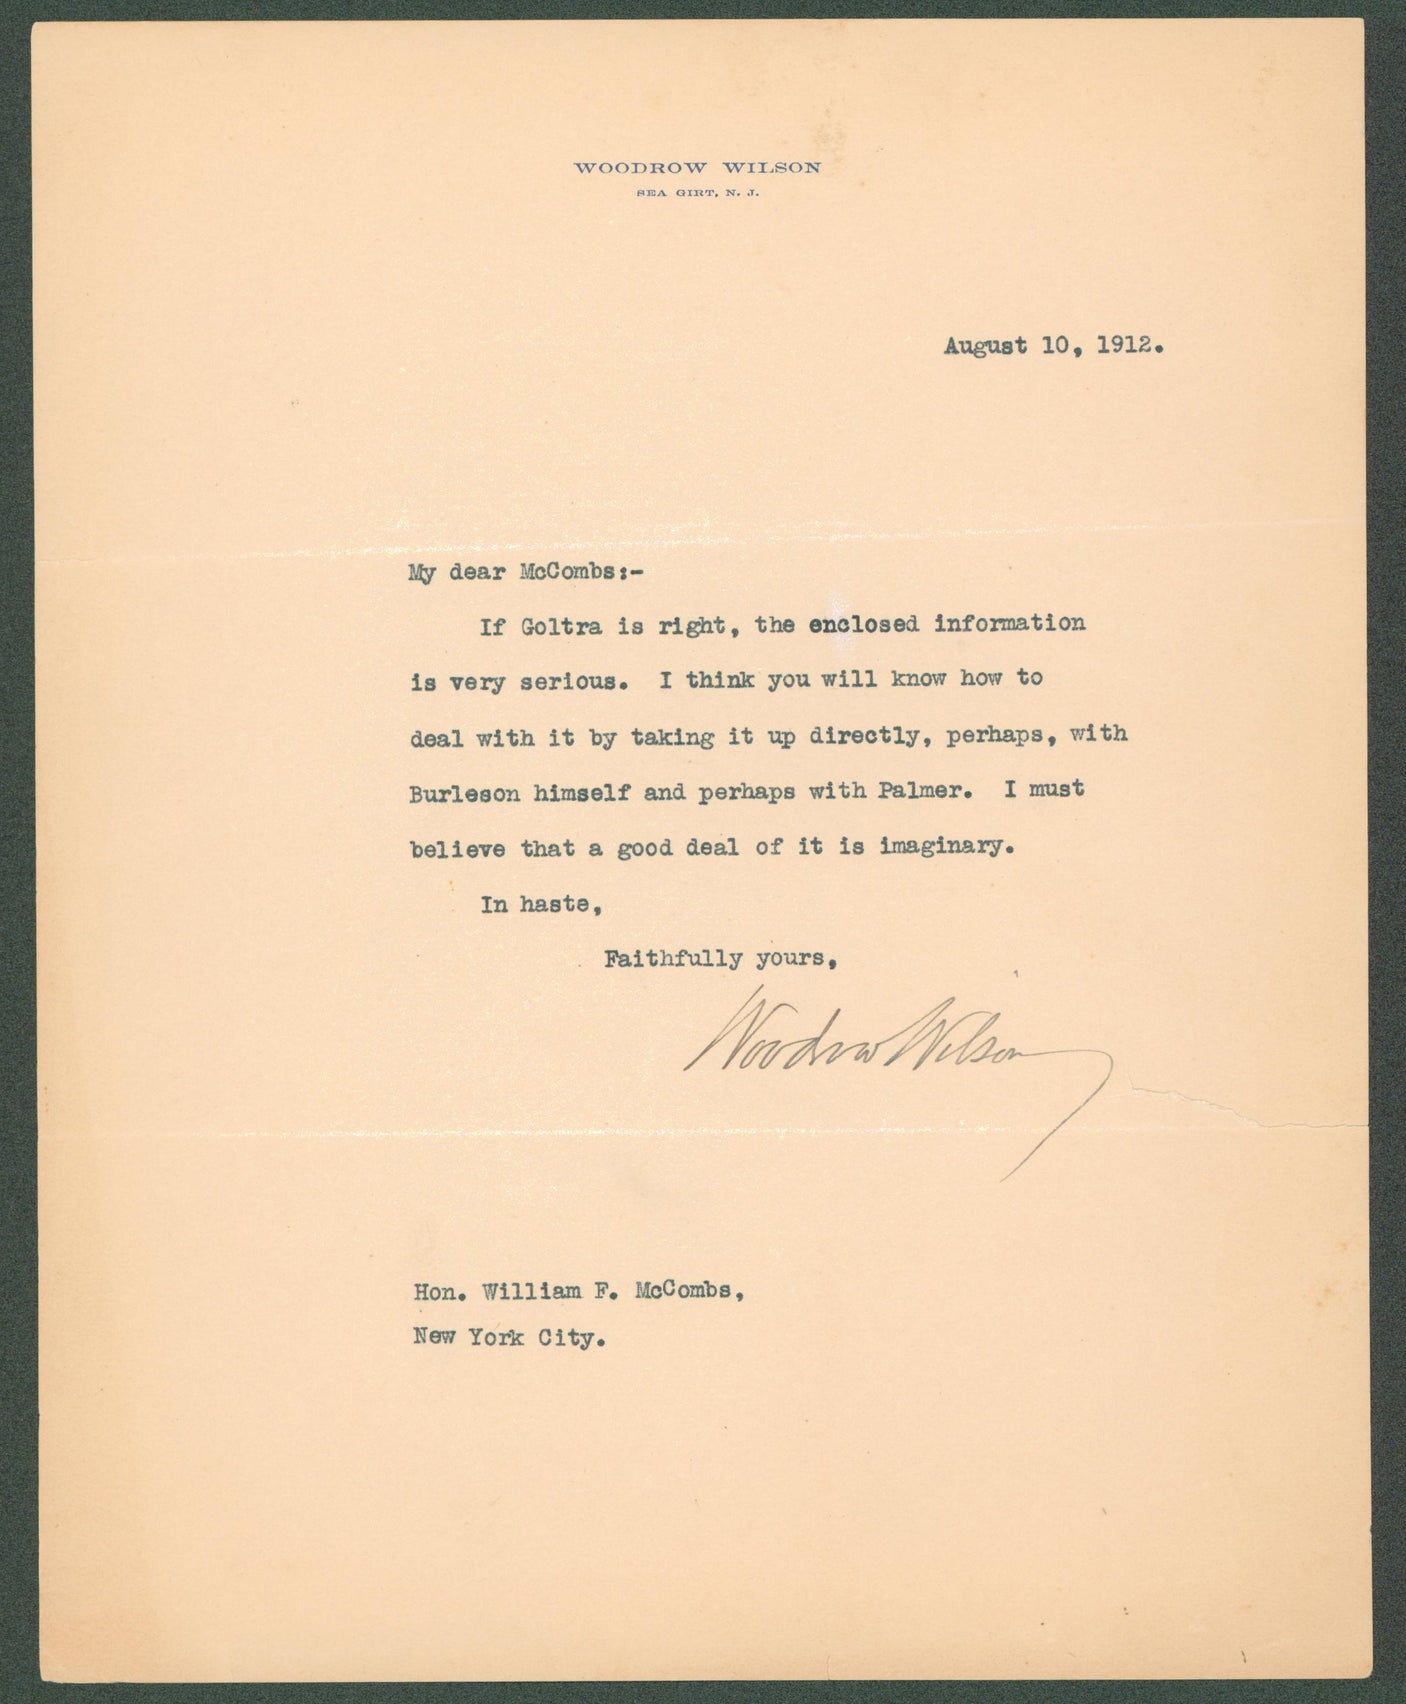 WOODROW WILSON
SEA GIRT, N. J.
August 10, 1912.
My dear McCombs:-
If Goltra is right, the enclosed information
is very serious. I think you will know how to
deal with it by taking it up directly, perhaps, with
Burleson himself and perhaps with Palmer. I must
believe that a good deal of it is imaginary.
In haste,
Faithfully yours,
Woodrow Wilson
Hon. William F. McCombs,
New York City.